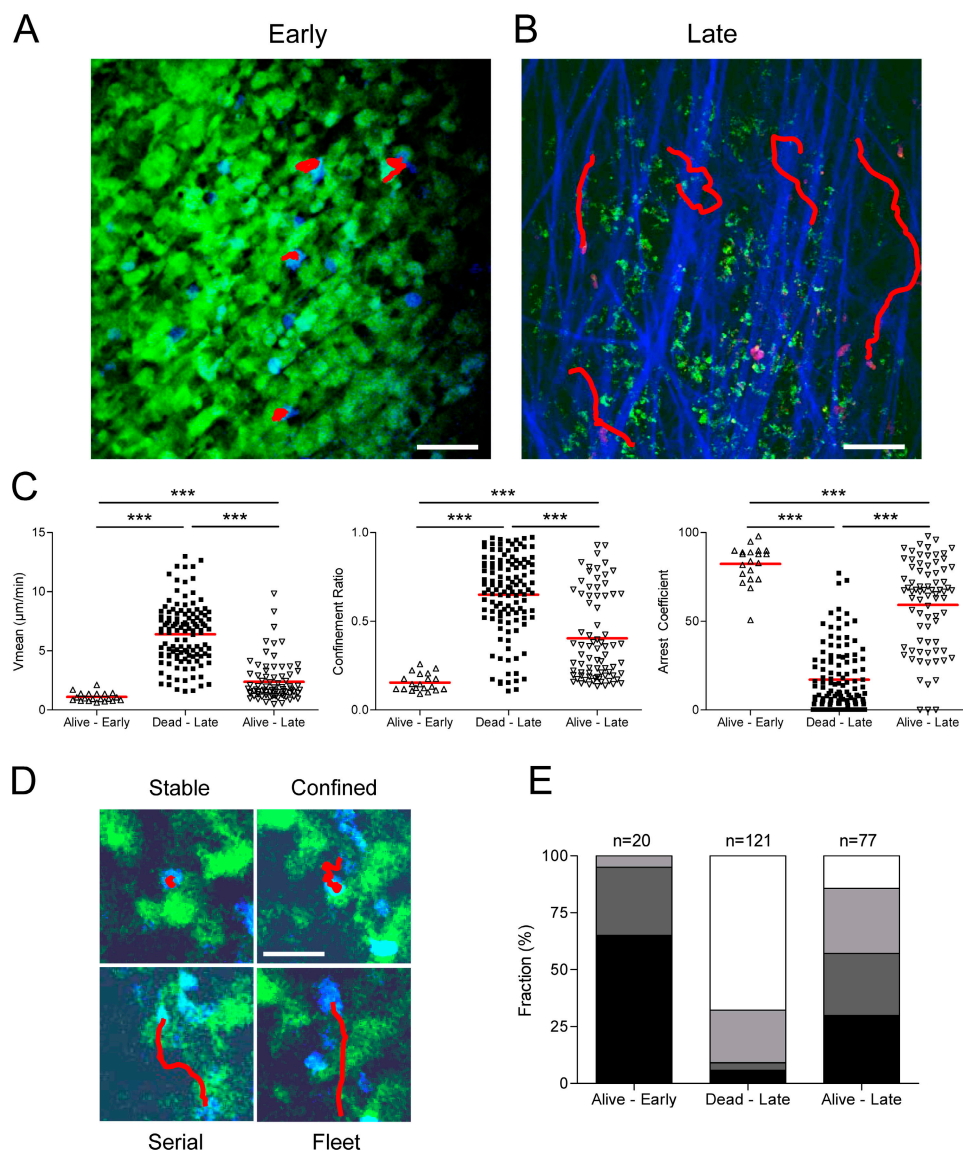 A
Early
B
Late
C
***
***
***
15
10
5
0
Vmean (µm/min)
Alive - Early
Dead - Late
Alive - Late
***
***
***
1.0
0.5
0.0
Confinement Ratio
Alive - Early
Dead - Late
Alive - Late
***
***
***
100
50
0
Arrest Coefficient
Alive - Early
Dead - Late
Alive - Late
D
Stable
Confined
Serial
Fleet
E
n=20
n=121
n=77
100
75
50
25
0
Fraction (%)
Alive - Early
Dead - Late
Alive - Late